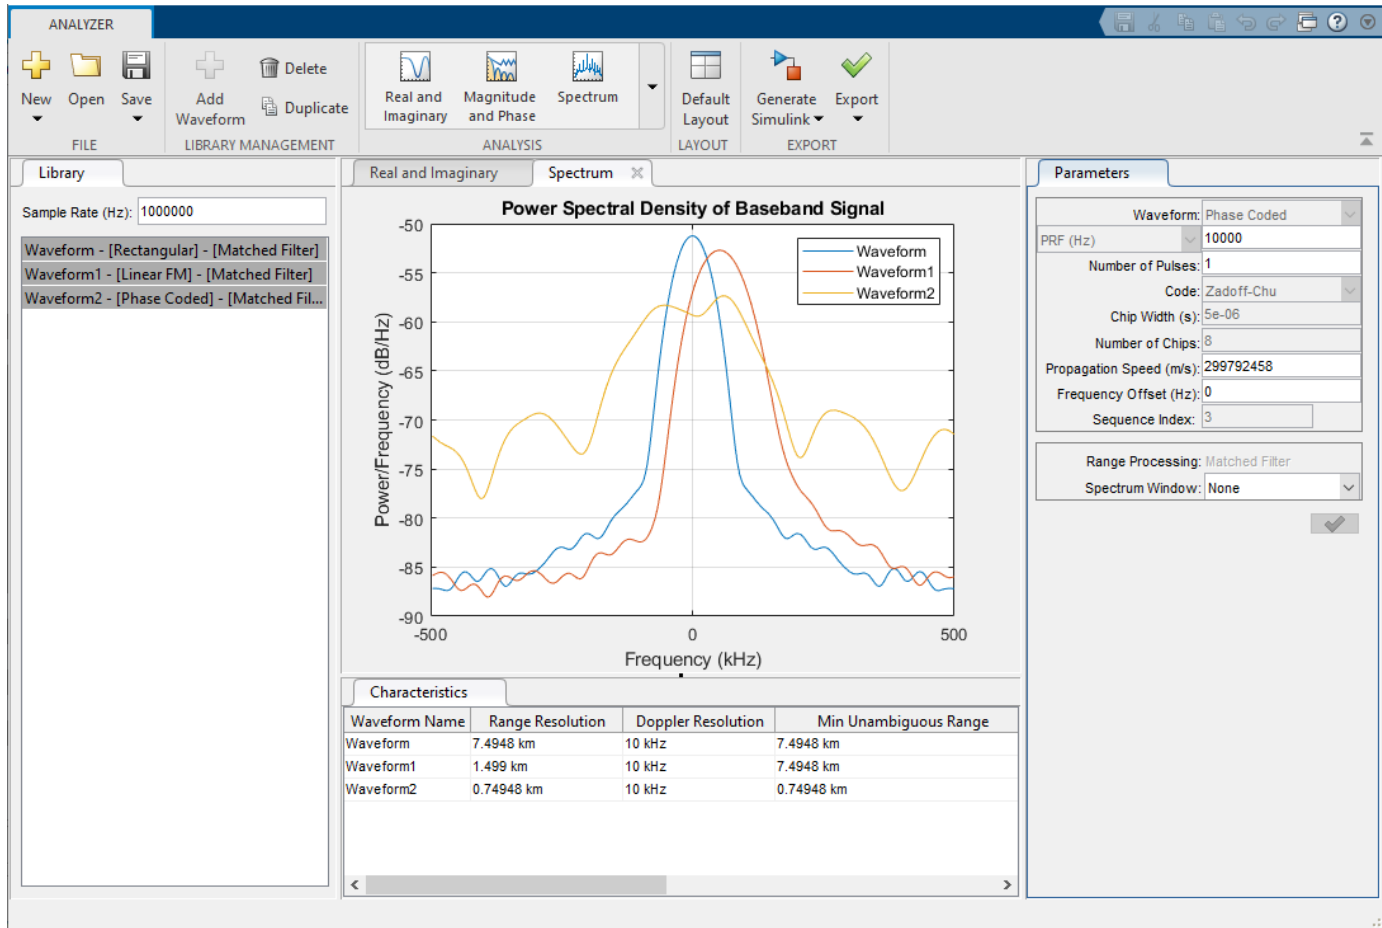 ANALYZER
New
Open
Save
Add
Waveform
Delete
Duplicate
Real and
Imaginary
Magnitude
and Phase
Spectrum
Default
Layout
Generate
Simulink
Export
FILE
LIBRARY MANAGEMENT
ANALYSIS
LAYOUT
EXPORT
Library
Sample Rate (Hz): 1000000
Waveform - [Rectangular] - [Matched Filter]
Waveform1 - [Linear FM] - [Matched Filter]
Waveform2 - [Phase Coded] - [Matched Fil...
Real and Imaginary
Spectrum
Power Spectral Density of Baseband Signal
Power/Frequency (dB/Hz)
-50
-55
-60
-65
-70
-75
-80
-85
-90
Waveform
Waveform1
Waveform2
-500
0
500
Frequency (kHz)
Characteristics
Waveform Name Range Resolution Doppler Resolution Min Unambiguous Range
Waveform 7.4948 km 10 kHz 7.4948 km
Waveform1 1.499 km 10 kHz 7.4948 km
Waveform2 0.74948 km 10 kHz 0.74948 km
Parameters
Waveform: Phase Coded
PRF (Hz) 10000
Number of Pulses: 1
Code: Zadoff-Chu
Chip Width (s): 5e-06
Number of Chips: 8
Propagation Speed (m/s): 299792458
Frequency Offset (Hz): 0
Sequence Index: 3
Range Processing: Matched Filter
Spectrum Window: None